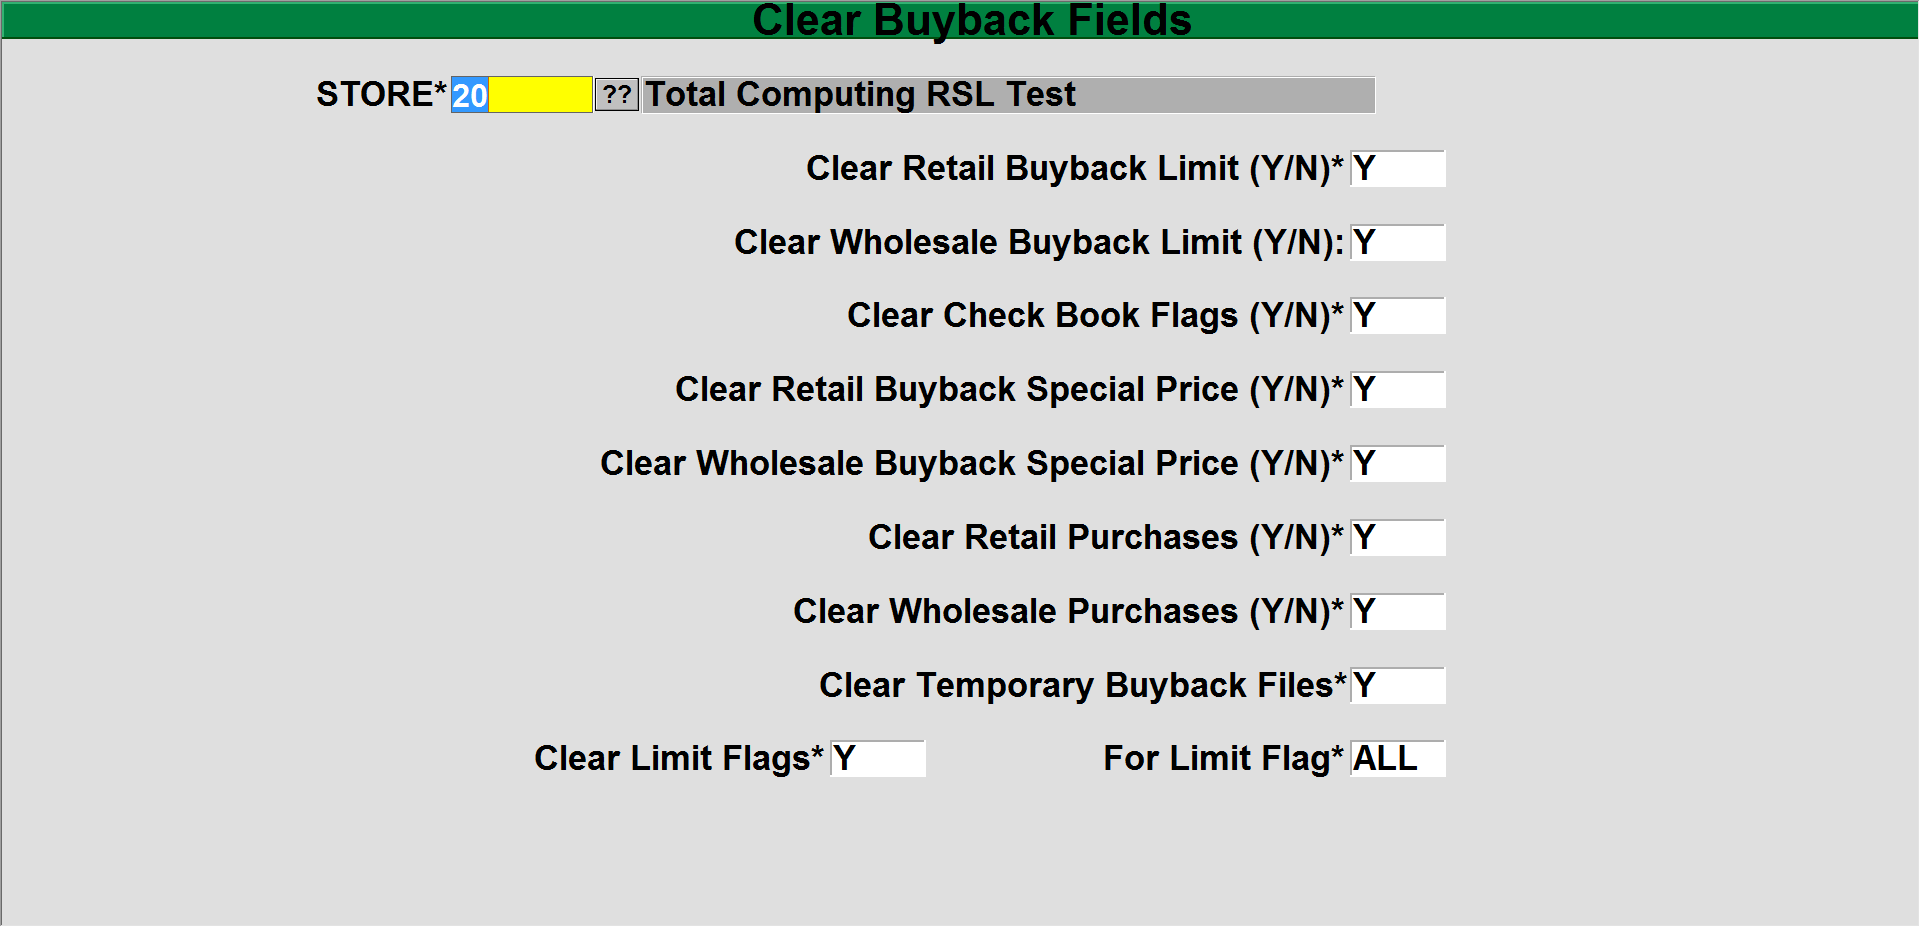 Clear Buyback Fields
STORE* 20 ?? Total Computing RSL Test
Clear Retail Buyback Limit (Y/N)* Y
Clear Wholesale Buyback Limit (Y/N): Y
Clear Check Book Flags (Y/N)* Y
Clear Retail Buyback Special Price (Y/N)* Y
Clear Wholesale Buyback Special Price (Y/N)* Y
Clear Retail Purchases (Y/N)* Y
Clear Wholesale Purchases (Y/N)* Y
Clear Temporary Buyback Files* Y
Clear Limit Flags* Y For Limit Flag* ALL